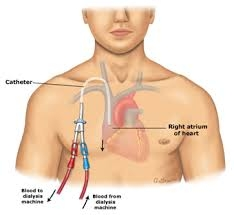 Catheter
Right atrium
of heart
Blood to
dialysis
machine
Blood from
dialysis
machine